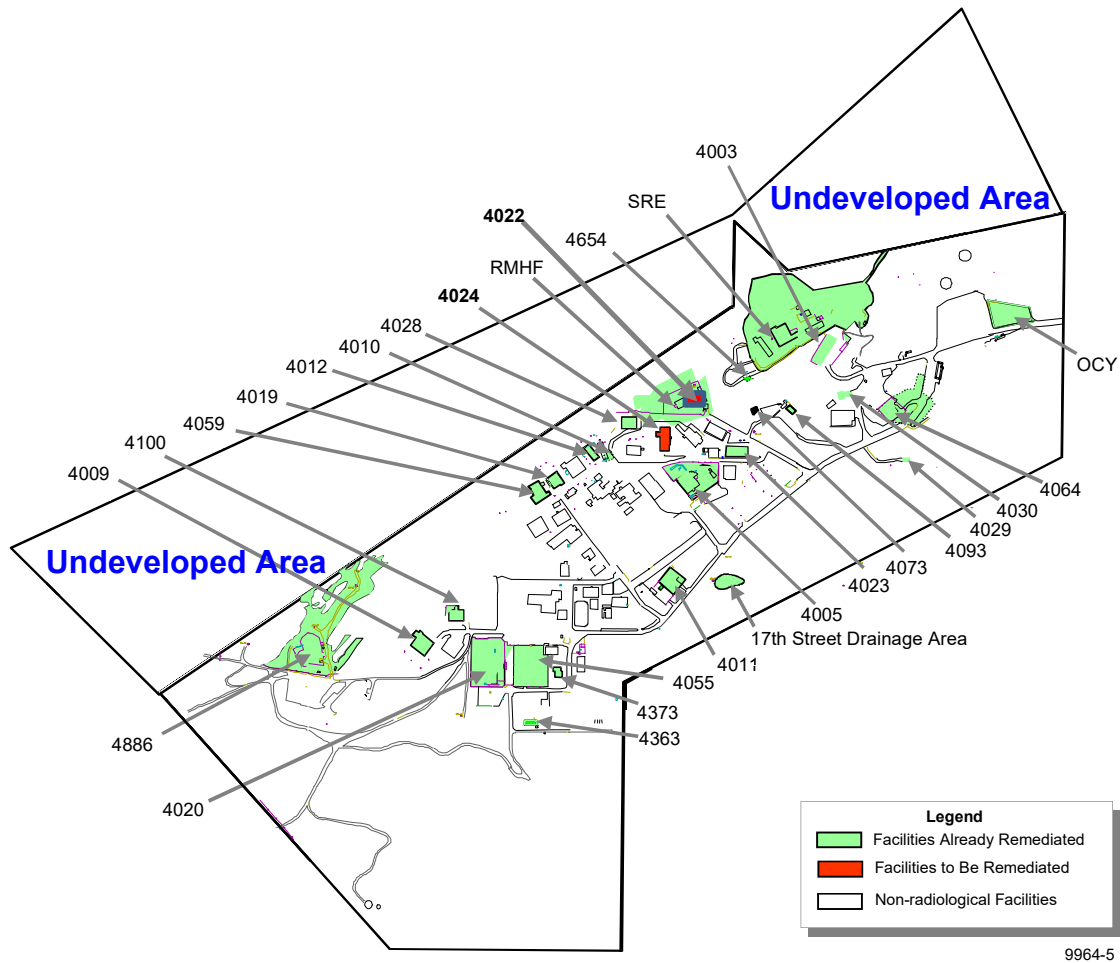 4003
Undeveloped Area
SRE
4022
4654
RMHF
4024
4028
4010
4012
4019
4059
4100
4009
OCY
4064
4030
4029
4093
4073
4023
4005
17th Street Drainage Area
4011
Undeveloped Area
4055
4373
4363
4886
4020
Legend
Facilities Already Remediated
Facilities to Be Remediated
Non-radiological Facilities
9964-5